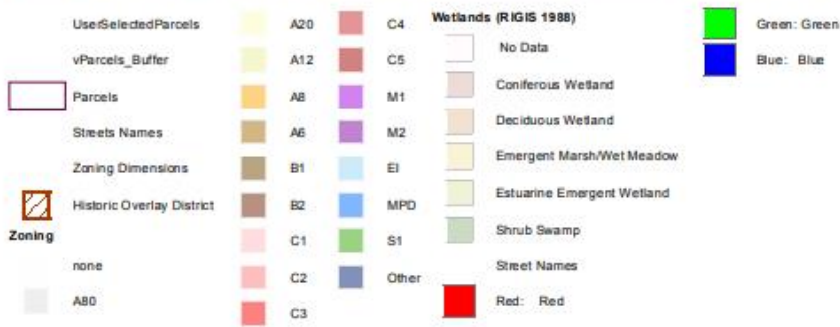 UserSelectedParcels
vParcels_Buffer
Parcels
Streets Names
Zoning Dimensions
Historic Overlay District
Zoning
none
A80
A20
A12
A8
A6
B1
B2
C1
C2
C3
C4
C5
M1
M2
EI
MPD
S1
Other
Wetlands (RIGIS 1988)
No Data
Coniferous Wetland
Deciduous Wetland
Emergent Marsh/Wet Meadow
Estuarine Emergent Wetland
Shrub Swamp
Street Names
Red: Red
Green: Green
Blue: Blue